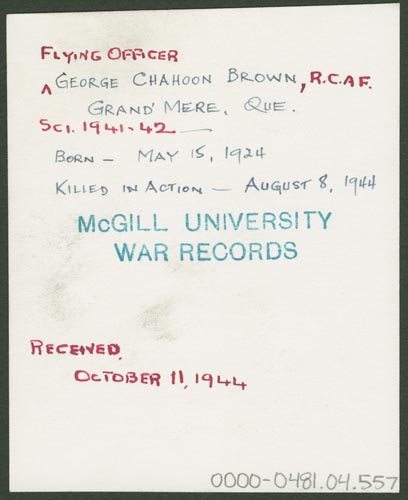 FLYING OFFICER
^ GEORGE CHAHOON BROWN, R.C.A.F.
GRAND'MERE, QUE.
SCI. 1941-42 —
BORN - MAY 15, 1924
KILLED IN ACTION - AUGUST 8, 1944
McGILL UNIVERSITY
WAR RECORDS
RECEIVED,
OCTOBER 11, 1944
0000-0481.04.557